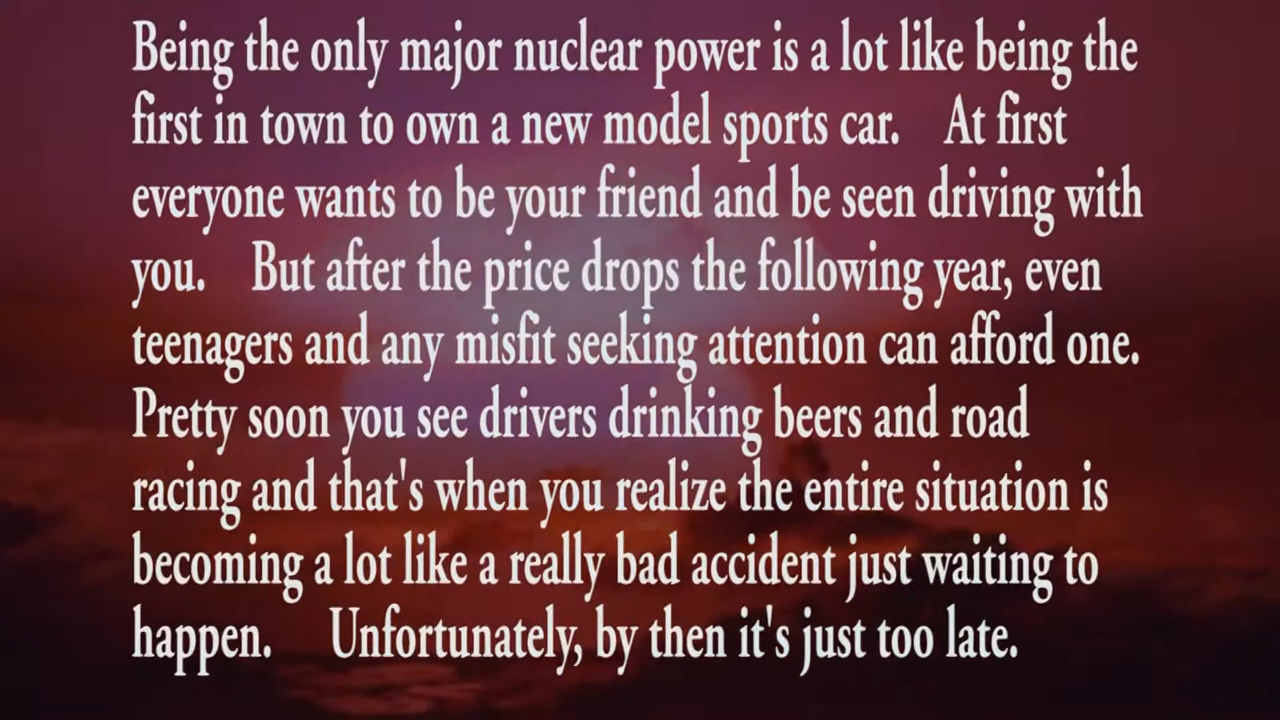 Being the only major nuclear power is a lot like being the
first in town to own a new model sports car. At first
everyone wants to be your friend and be seen driving with
you. But after the price drops the following year, even
teenagers and any misfit seeking attention can afford one.
Pretty soon you see drivers drinking beers and road
racing and that's when you realize the entire situation is
becoming a lot like a really bad accident just waiting to
happen. Unfortunately, by then it's just too late.